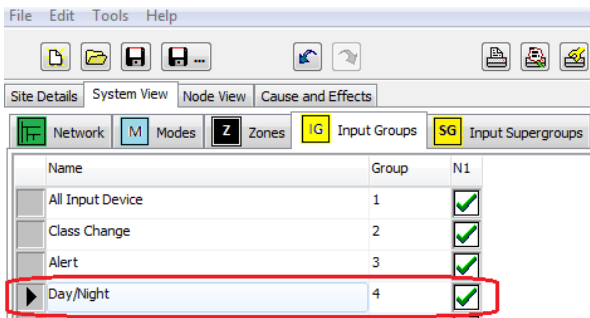 File Edit Tools Help
...
Site Details System View Node View Cause and Effects
Network M Modes Z Zones IG Input Groups SG Input Supergroups
Name Group N1
All Input Device 1
Class Change 2
Alert 3
Day/Night 4